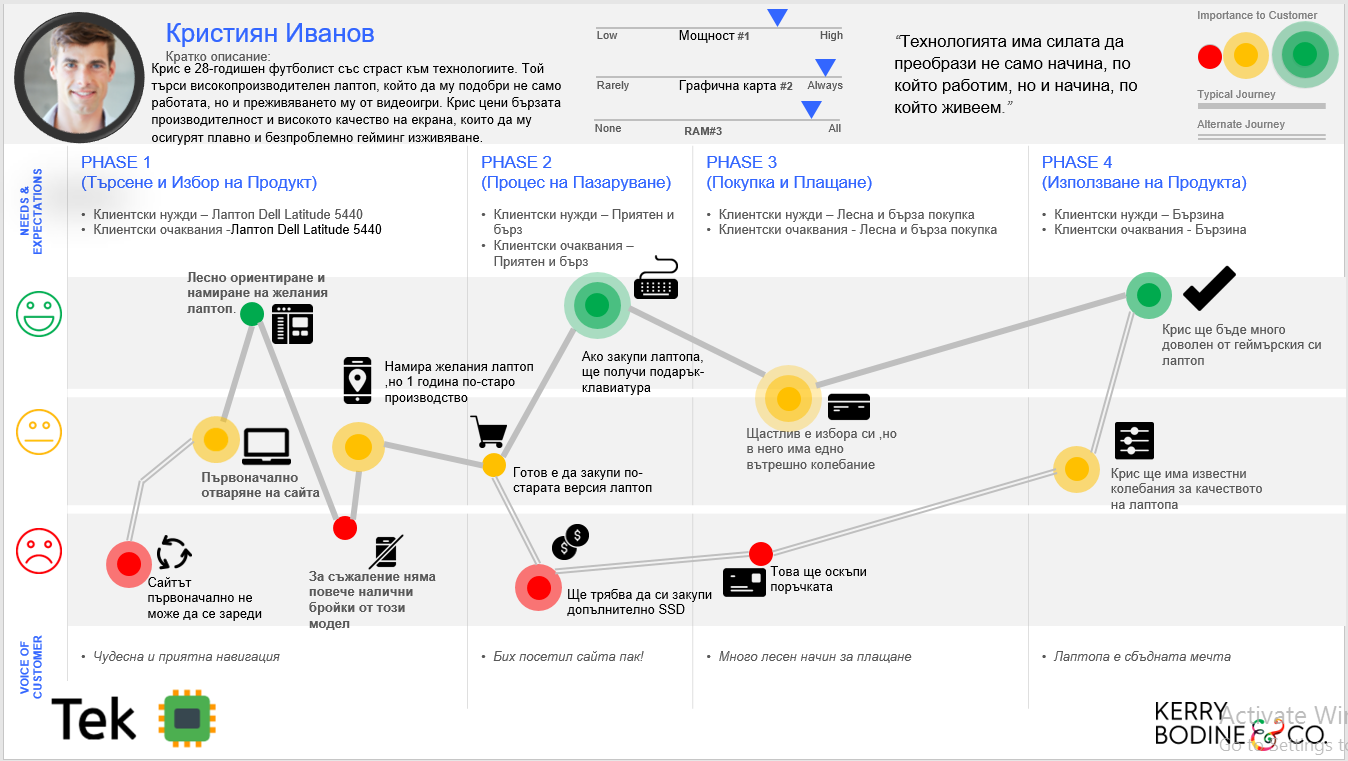 Кристиян Иванов
Кратко описание:
Крис е 28-годишен футболист със страст към технологиите. Той
търси високопроизводителен лаптоп, който да му подобри не само
работата, но и преживяването му от видеоигри. Крис цени бързата
производителност и високото качество на екрана, които да му
осигурят плавно и безпроблемно гейминг изживяване.
Low Мощност #1 High
Rarely Графична карта #2 Always
None RAM#3 All
“Технологията има силата да
преобрази не само начина, по
който работим, но и начина, по
който живеем.”
Importance to Customer
Typical Journey
Alternate Journey
NEEDS &
EXPECTATIONS
PHASE 1
(Търсене и Избор на Продукт)
• Клиентски нужди – Лаптоп Dell Latitude 5440
• Клиентски очаквания -Лаптоп Dell Latitude 5440
PHASE 2
(Процес на Пазаруване)
• Клиентски нужди – Приятен и
бърз
• Клиентски очаквания –
Приятен и бърз
PHASE 3
(Покупка и Плащане)
• Клиентски нужди – Лесна и бърза покупка
• Клиентски очаквания - Лесна и бърза покупка
PHASE 4
(Използване на Продукта)
• Клиентски нужди – Бързина
• Клиентски очаквания - Бързина
Лесно ориентиране и
намиране на желания
лаптоп.
Намира желания лаптоп
,но 1 година по-старо
производство
Ако закупи лаптопа,
ще получи подарък-
клавиатура
Крис ще бъде много
доволен от геймърския си
лаптоп
Първоначално
отваряне на сайта
Готов е да закупи по-
старата версия лаптоп
Щастлив е избора си ,но
в него има едно
вътрешно колебание
Крис ще има известни
колебания за качеството
на лаптопа
Сайтът
първоначално не
може да се зареди
За съжаление няма
повече налични
бройки от този
модел
Ще трябва да си закупи
допълнително SSD
Това ще оскъпи
поръчката
$
$
VOICE OF
CUSTOMER
• Чудесна и приятна навигация
• Бих посетил сайта пак!
• Много лесен начин за плащане
• Лаптопа е сбъдната мечта
Tek
KERRY
BODINE & CO.
Activate Wi
Go to Settings to